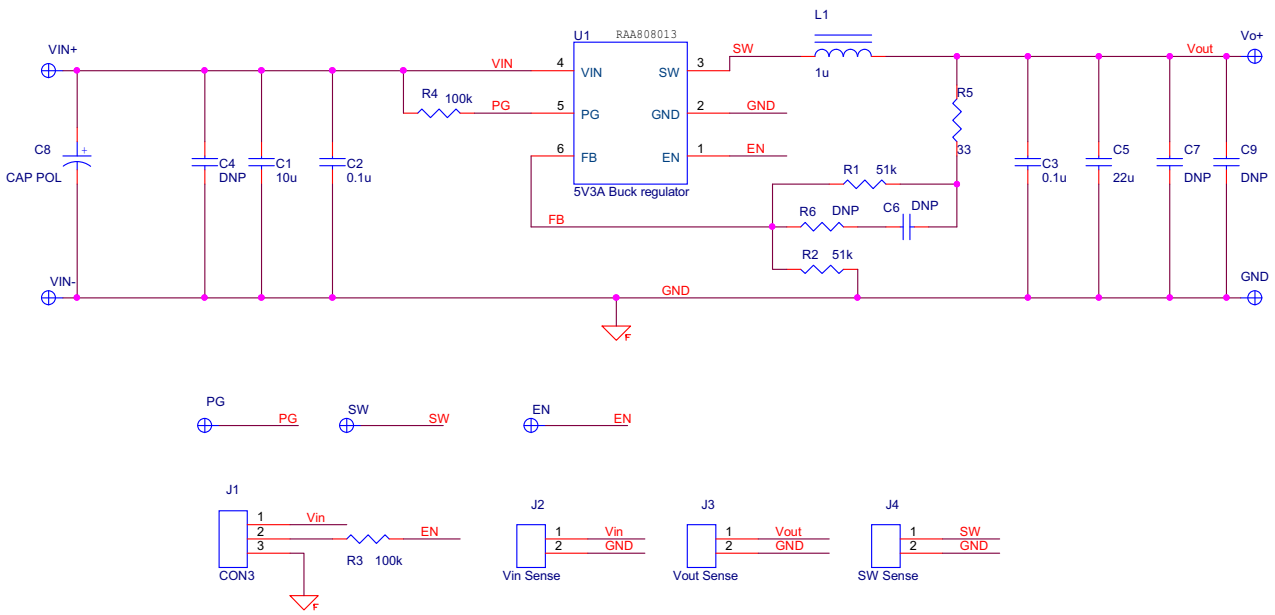 L1
U1 RAA808013
VIN+
Vo+
SW
Vout
VIN 4 VIN SW 3
1u
R4 100k
PG 5 PG GND 2 GND
R5
33
C8
+
CAP POL
C4
DNP
C1
10u
C2
0.1u
6 FB EN 1 EN
5V3A Buck regulator
C3
0.1u
C5
22u
C7
DNP
C9
DNP
R1 51k
FB
R6 DNP C6 DNP
R2 51k
VIN-
GND
GND
F
PG PG
SW SW
EN EN
J1
1 Vin
2 EN
3
R3 100k
CON3
F
J2
1 Vin
2 GND
Vin Sense
J3
1 Vout
2 GND
Vout Sense
J4
1 SW
2 GND
SW Sense